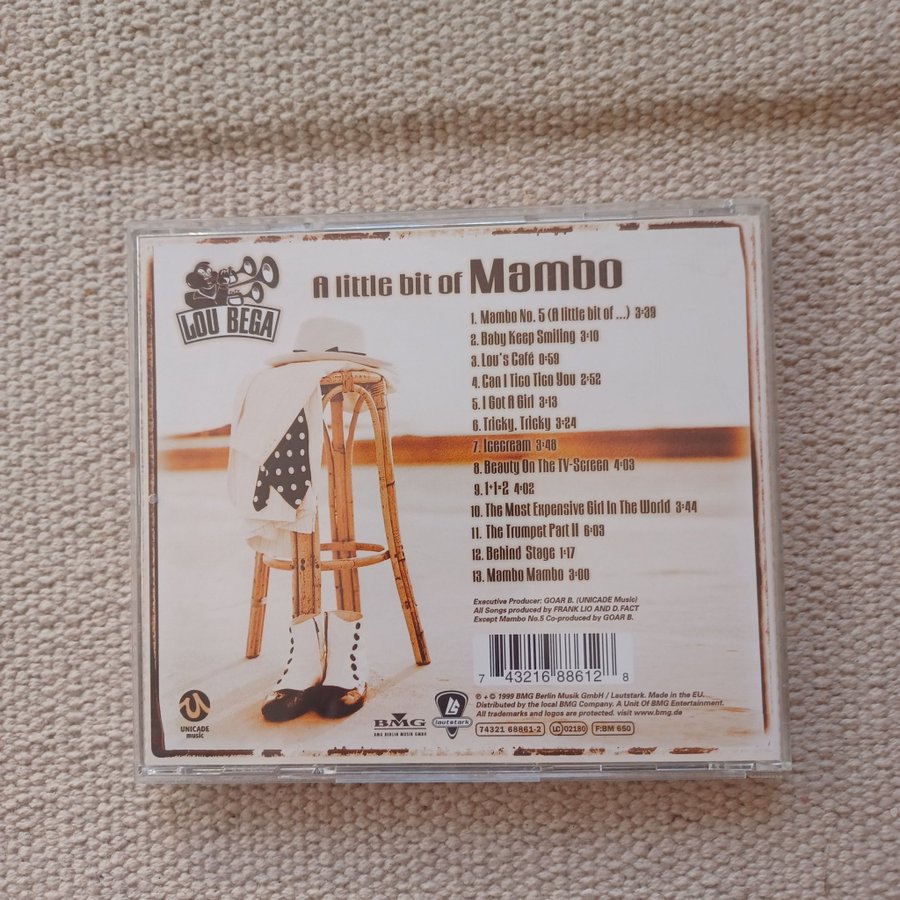 LOU BEGA
A little bit of Mambo
1. Mambo No. 5 (A little bit of ...) 3:39
2. Baby Keep Smiling 3:10
3. Lou's Café 0:59
4. Can I Tico Tico You 2:52
5. I Got A Girl 3:13
6. Tricky, Tricky 3:24
7. Icecream 3:48
8. Beauty On The TV-Screen 4:03
9. 1+1=2 4:02
10. The Most Expensive Girl In The World 3:44
11. The Trumpet Part II 6:03
12. Behind Stage 1:17
13. Mambo Mambo 3:00
Executive Producer: GOAR B. (UNICADE Music)
All Songs produced by FRANK LIO AND D.FACT
Except Mambo No.5 Co-produced by GOAR B.
7 43216 88612 8
℗ + © 1999 BMG Berlin Musik GmbH / Lautstark. Made in the EU.
Distributed by the local BMG Company. A Unit Of BMG Entertainment.
All trademarks and logos are protected. visit www.bmg.de
74321 68861-2 LC 02180 F:BM 650
UNICADE
music
BMG
BMG BERLIN MUSIK GMBH
lautstark